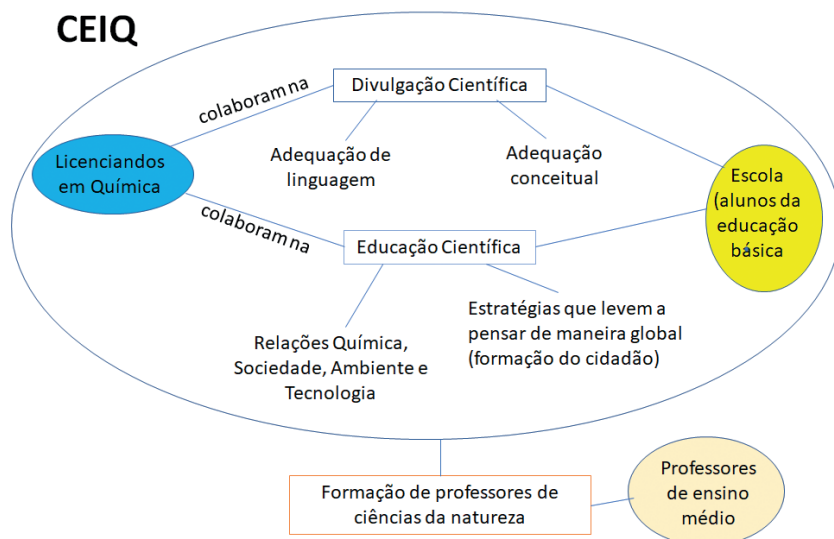 CEIQ
colaboram na
Divulgação Científica
Licenciandos
em Química
Adequação de
linguagem
Adequação
conceitual
Escola
(alunos da
educação
básica
colaboram na
Educação Científica
Relações Química,
Sociedade, Ambiente e
Tecnologia
Estratégias que levem a
pensar de maneira global
(formação do cidadão)
Formação de professores de
ciências da natureza
Professores
de ensino
médio